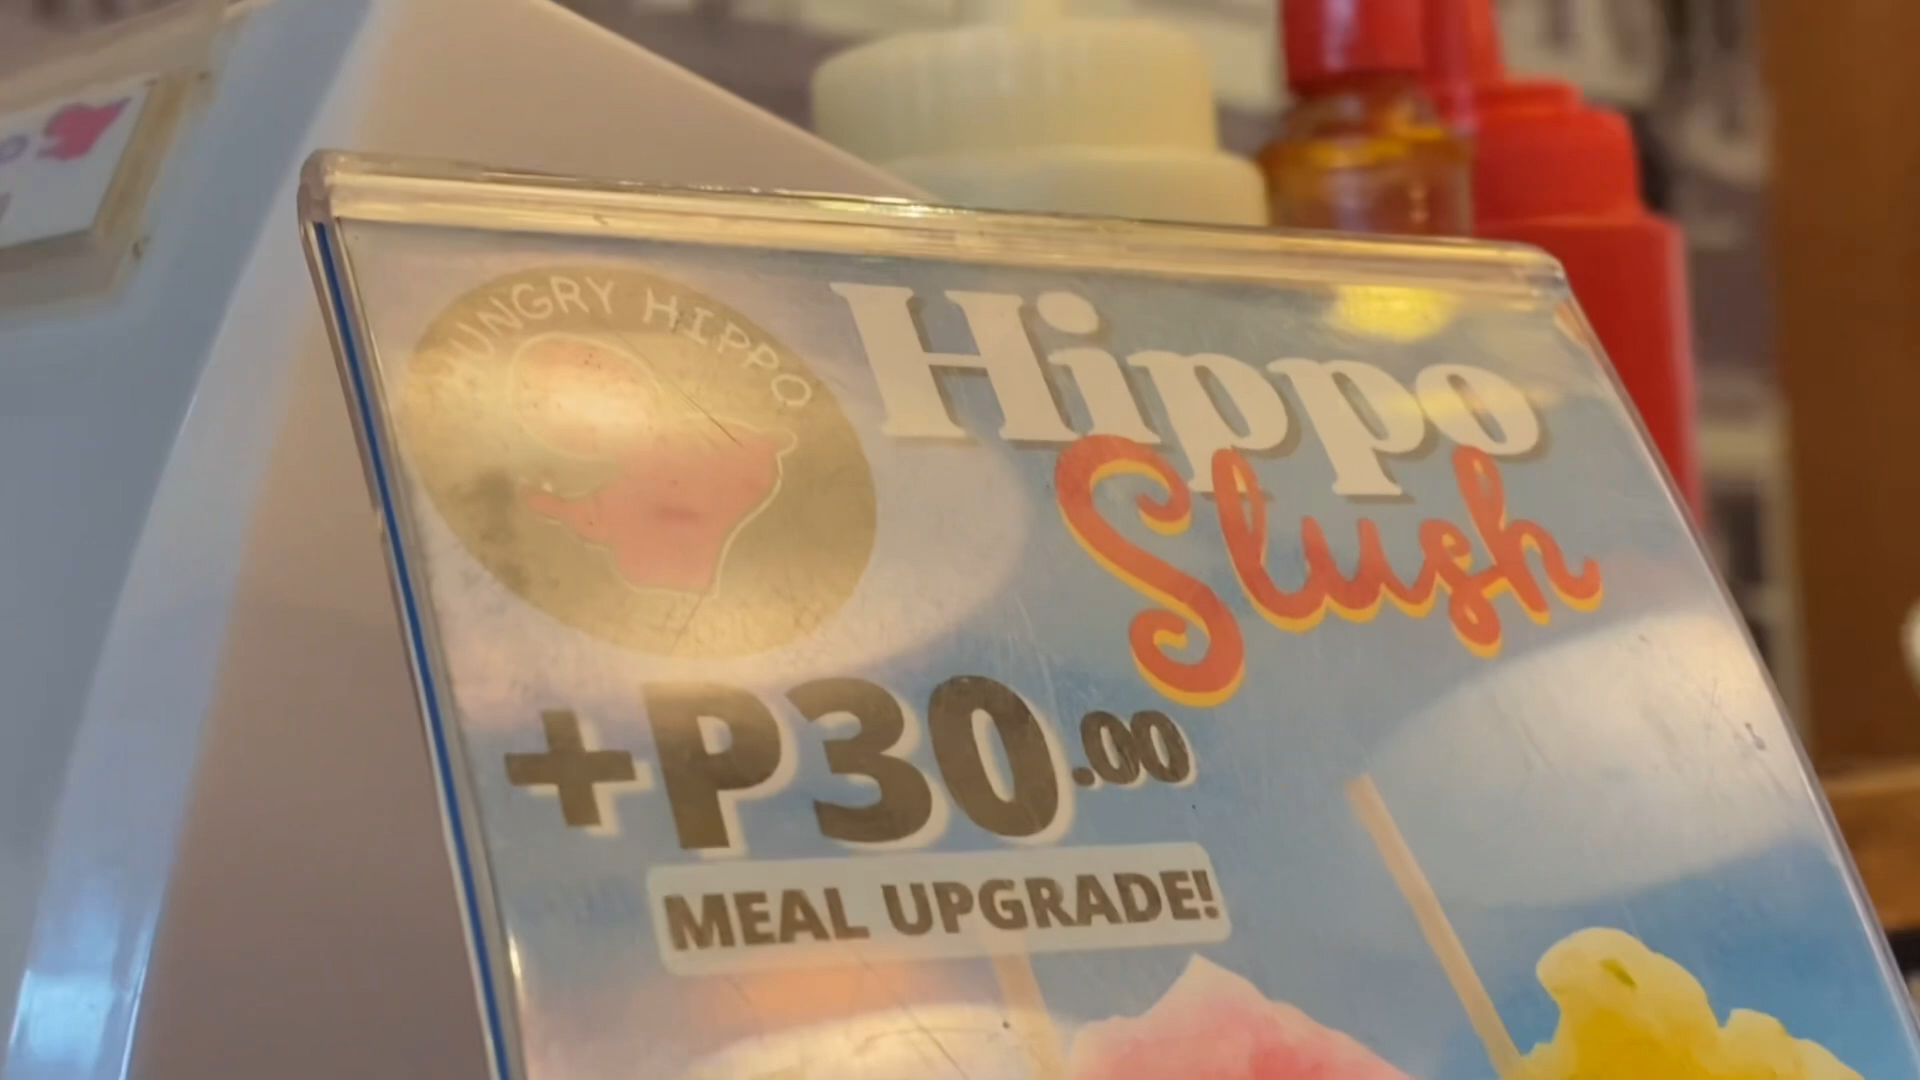 HUNGRY HIPPO
Hippo
Slush
+P30.00
MEAL UPGRADE!